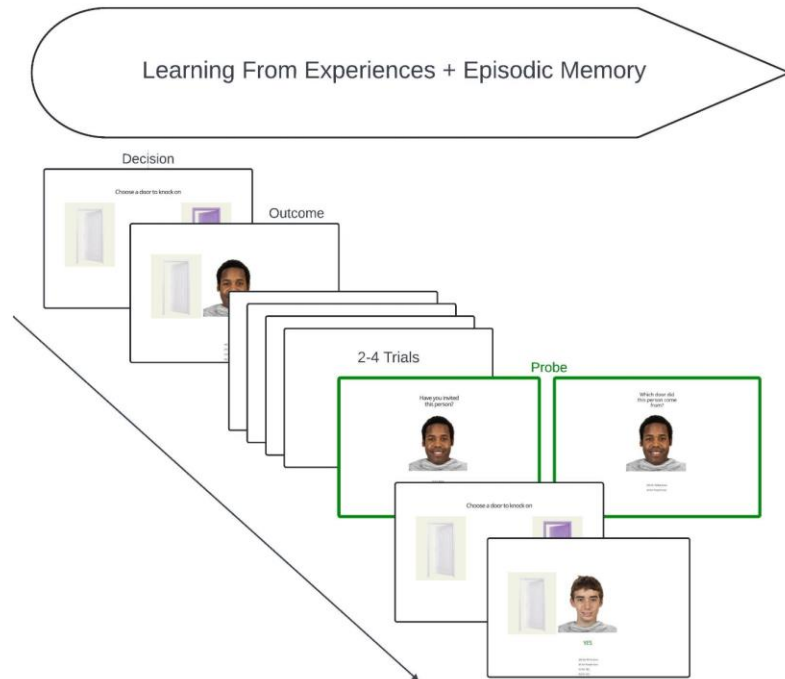 Learning From Experiences + Episodic Memory
Decision
Choose a door to knock on
Outcome
2-4 Trials
Probe
Have you invited
this person?
Which door did
this person come
from?
Choose a door to knock on
YES